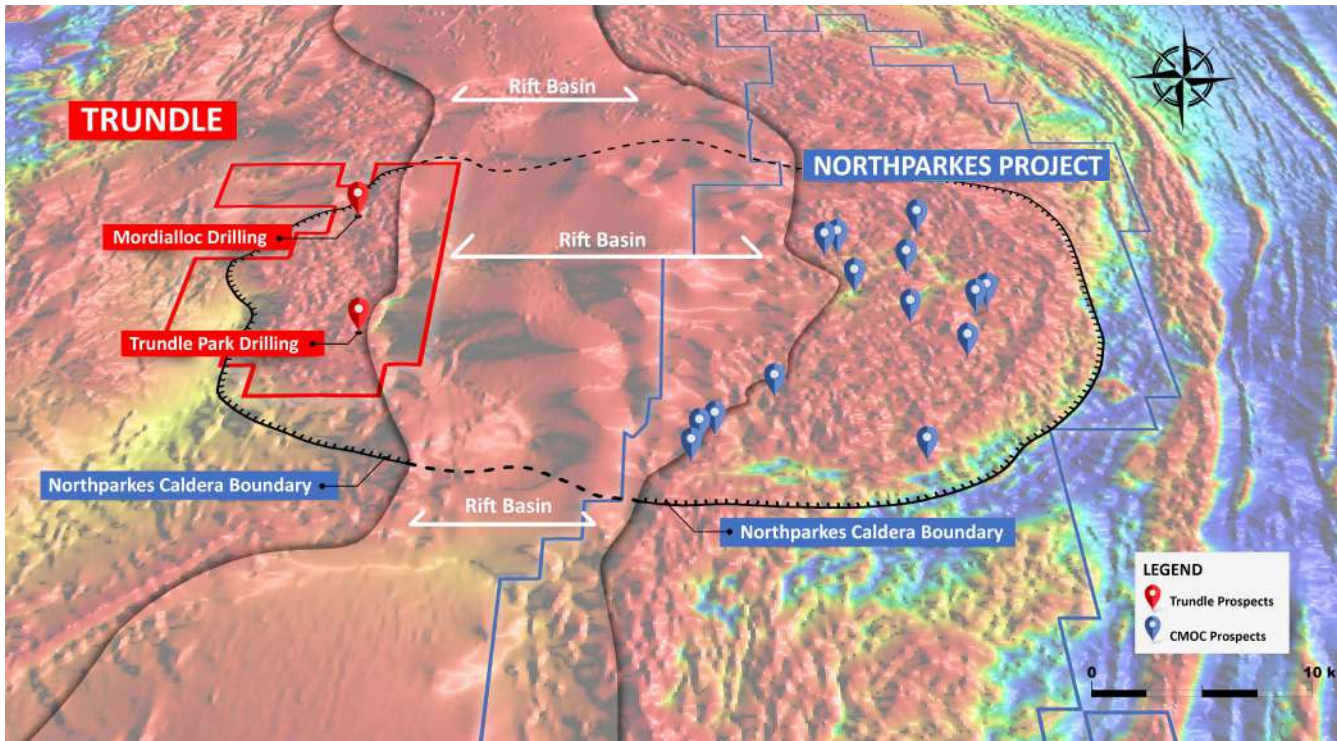 Rift Basin
TRUNDLE
NORTHPARKES PROJECT
Mordialloc Drilling
Rift Basin
Trundle Park Drilling
Northparkes Caldera Boundary
Rift Basin
Northparkes Caldera Boundary
LEGEND
Trundle Prospects
CMOC Prospects
0
10 k